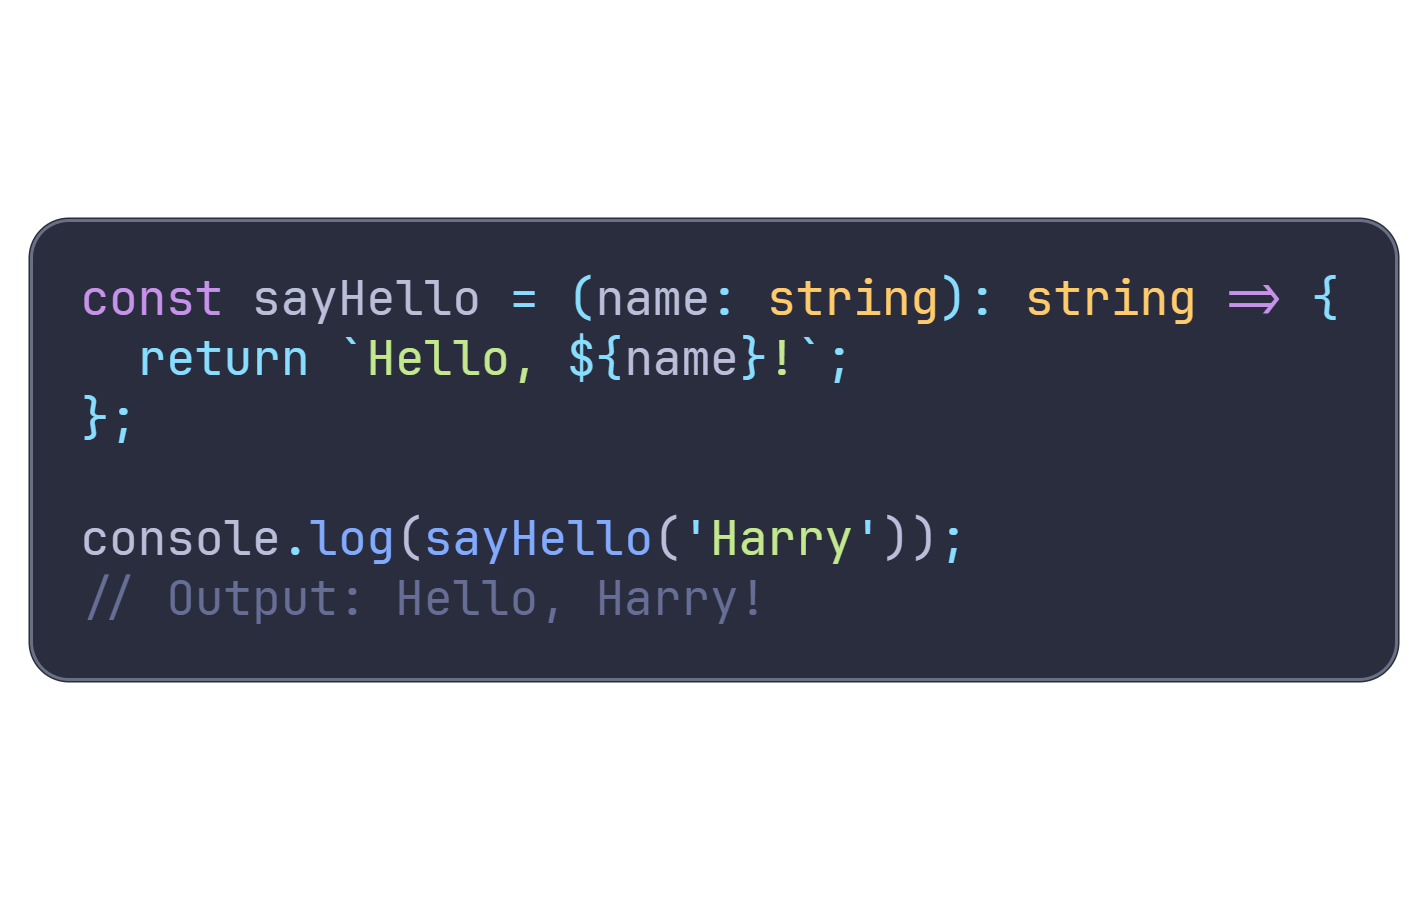 const sayHello = (name: string): string => {
  return `Hello, ${name}!`;
};

console.log(sayHello('Harry'));
// Output: Hello, Harry!